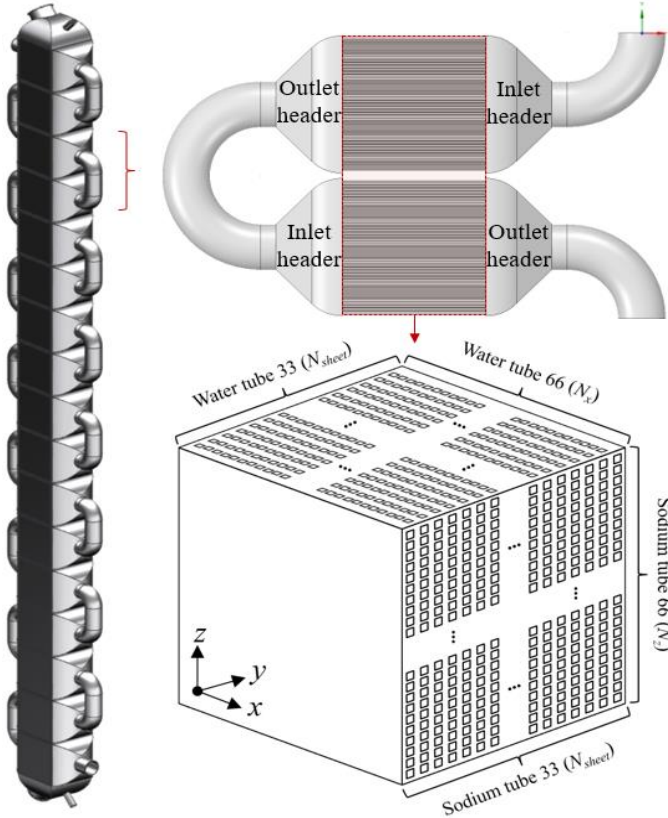 Outlet
header
Inlet
header
Inlet
header
Outlet
header
Water tube 33 (N_sheet)
Water tube 66 (N_x)
Sodium tube 66 (N_z)
z
y
x
Sodium tube 33 (N_sheet)